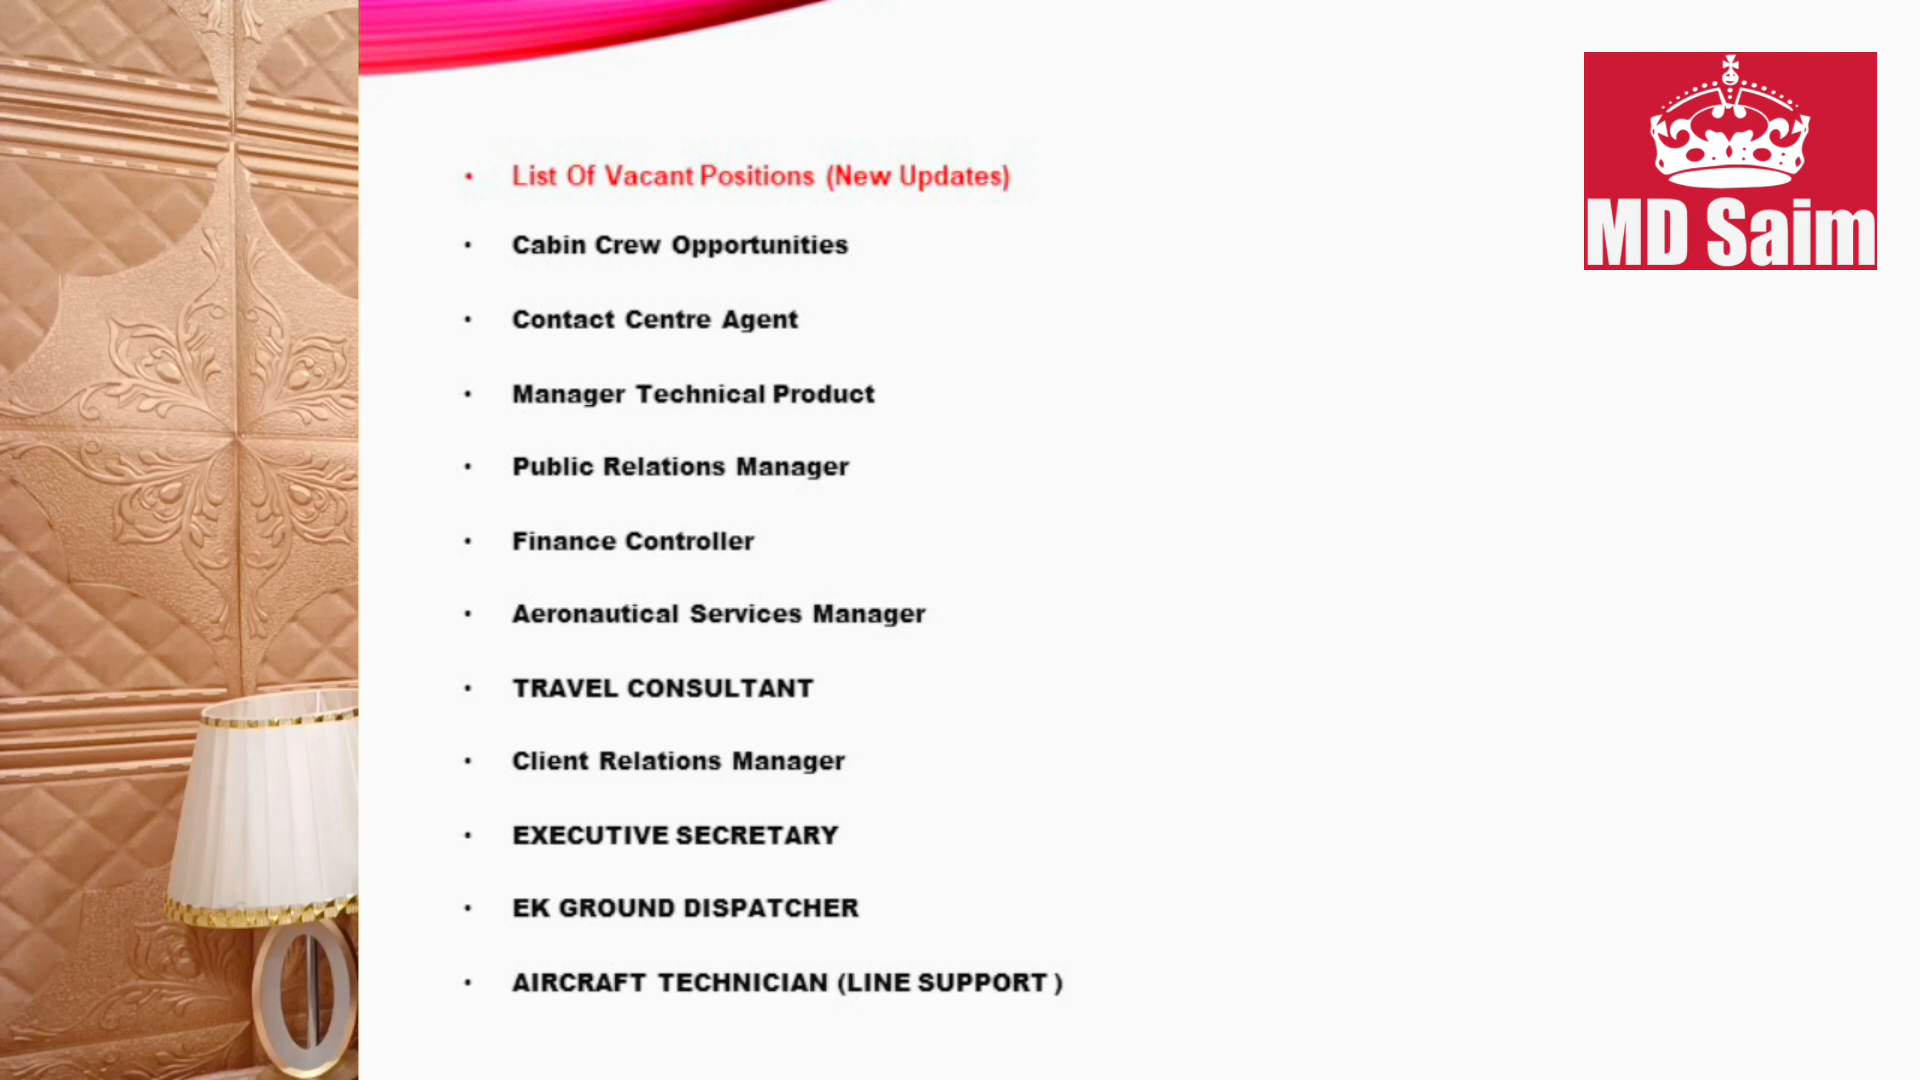 • List Of Vacant Positions (New Updates)
• Cabin Crew Opportunities
• Contact Centre Agent
• Manager Technical Product
• Public Relations Manager
• Finance Controller
• Aeronautical Services Manager
• TRAVEL CONSULTANT
• Client Relations Manager
• EXECUTIVE SECRETARY
• EK GROUND DISPATCHER
• AIRCRAFT TECHNICIAN (LINE SUPPORT )
MD Saim